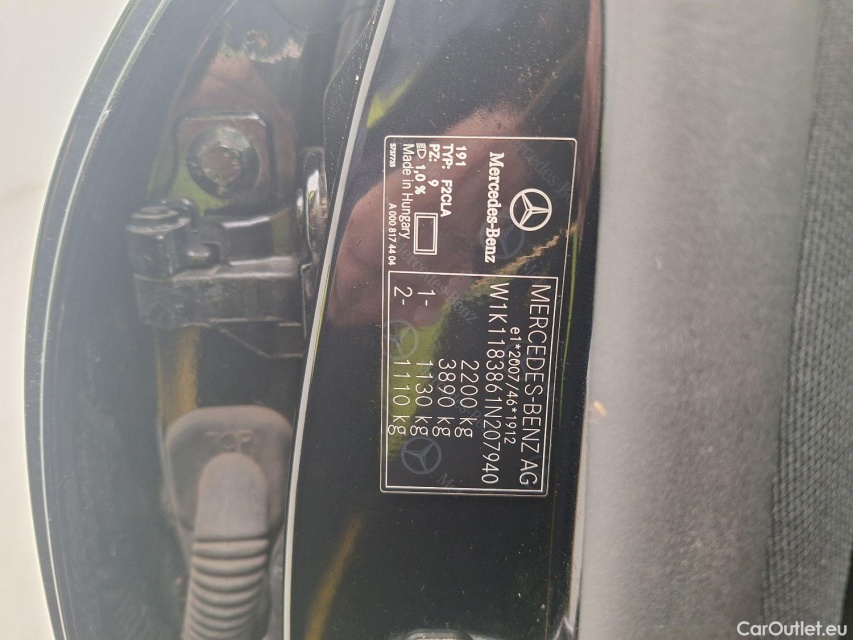 Mercedes-Benz
191
TYP: F2CLA
PZ: 9
1,0 %
Made in Hungary
5757735
A 000 817 44 04
MERCEDES-BENZ AG
e1*2007/46*1912
W1K1183861N207940
2200 kg
3890 kg
1- 1130 kg
2- 1110 kg
TOP
CarOutlet.eu